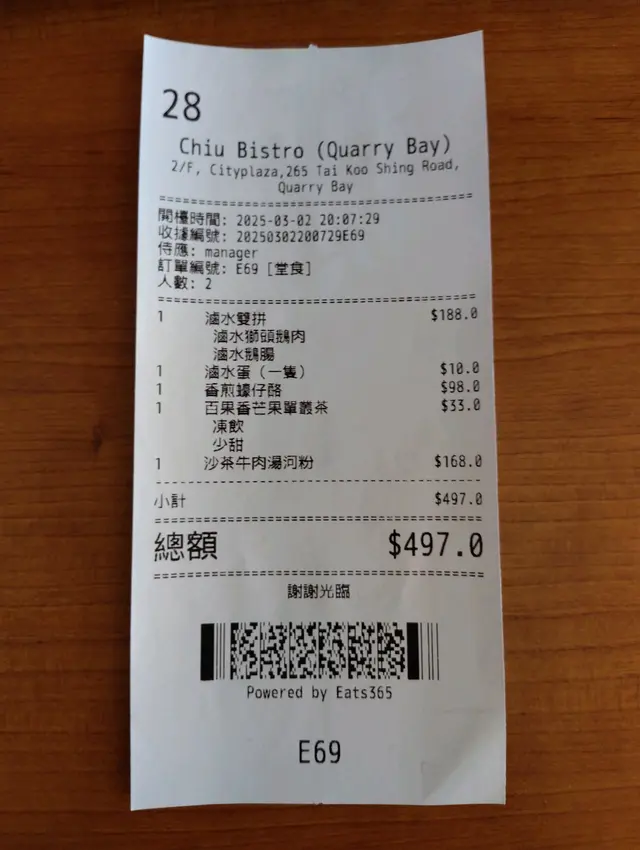 28
Chiu Bistro (Quarry Bay)
2/F, Cityplaza,265 Tai Koo Shing Road,
Quarry Bay
開檯時間: 2025-03-02 20:07:29
收據編號: 20250302200729E69
侍應: manager
訂單編號: E69 [堂食]
人數: 2
1 滷水雙拼 $188.0
滷水獅頭鵝肉
滷水鵝腸
1 滷水蛋（一隻） $10.0
1 香煎蠔仔酪 $98.0
1 百果香芒果單叢茶 $33.0
凍飲
少甜
1 沙茶牛肉湯河粉 $168.0
小計 $497.0
總額 $497.0
謝謝光臨
Powered by Eats365
E69